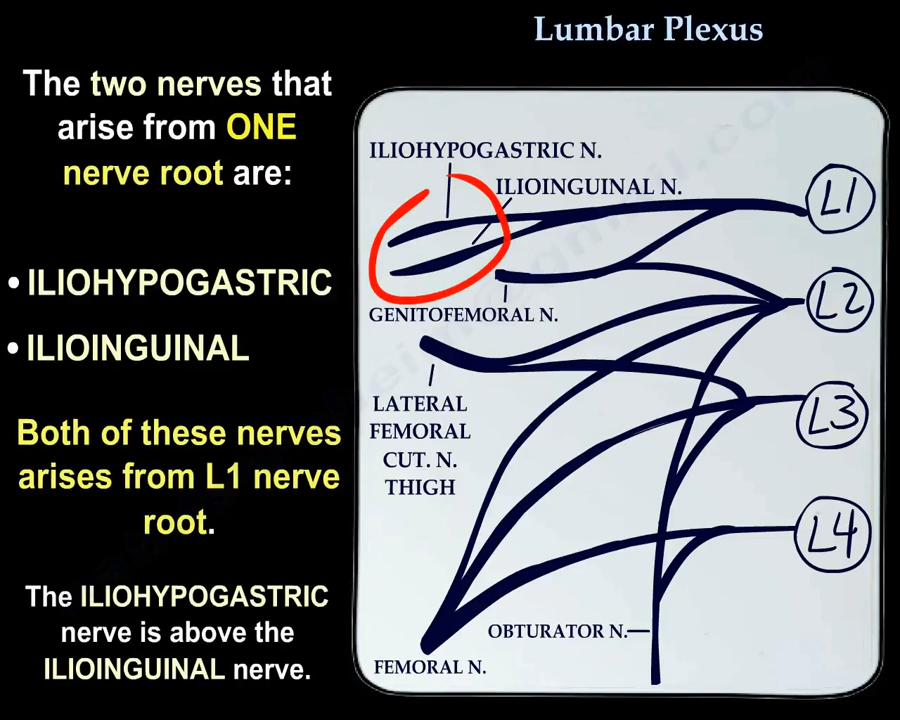 Lumbar Plexus
The two nerves that
arise from ONE
nerve root are:
• ILIOHYPOGASTRIC
• ILIOINGUINAL
Both of these nerves
arises from L1 nerve
root.
The ILIOHYPOGASTRIC
nerve is above the
ILIOINGUINAL nerve.
ILIOHYPOGASTRIC N.
ILIOINGUINAL N.
L1
GENITOFEMORAL N.
L2
LATERAL
FEMORAL
CUT. N.
THIGH
L3
L4
OBTURATOR N.
FEMORAL N.